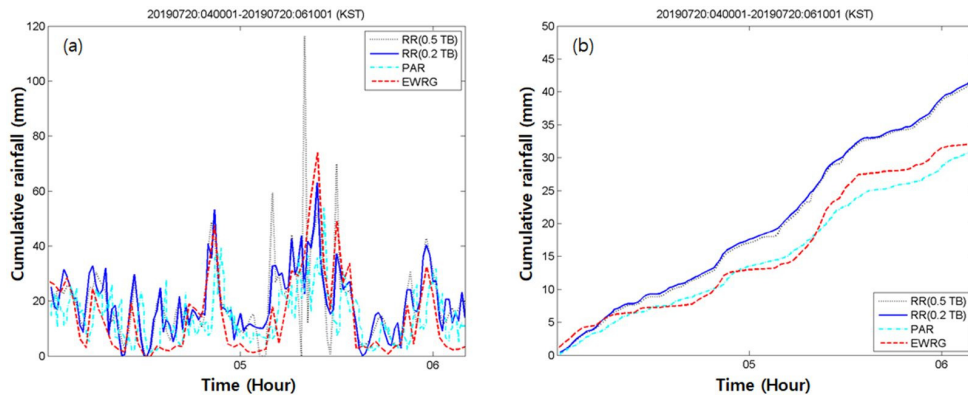 20190720:040001-20190720:061001 (KST)
(a)
RR(0.5 TB)
RR(0.2 TB)
PAR
EWRG
Cumulative rainfall (mm)
120
100
80
60
40
20
0
05
06
Time (Hour)
20190720:040001-20190720:061001 (KST)
(b)
Cumulative rainfall (mm)
50
45
40
35
30
25
20
15
10
5
0
RR(0.5 TB)
RR(0.2 TB)
PAR
EWRG
05
06
Time (Hour)